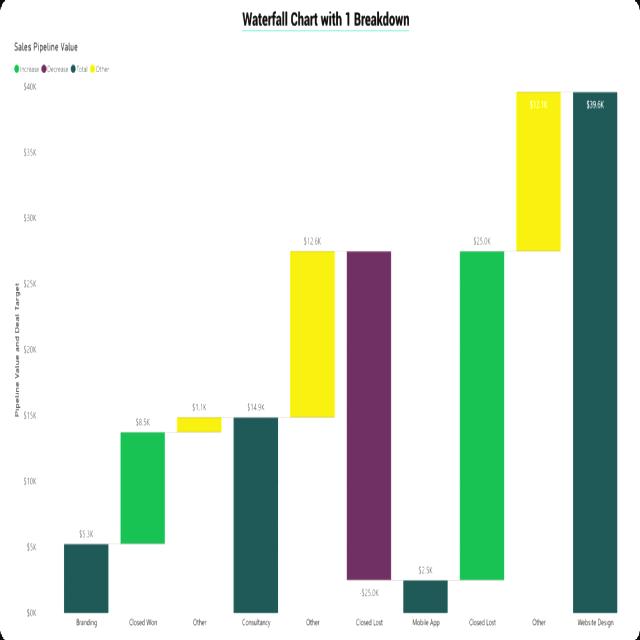 Waterfall Chart with 1 Breakdown
Sales Pipeline Value
Increase Decrease Total Other
$40K
$35K
$30K
$25K
$20K
$15K
$10K
$5K
$0K
Pipeline Value and Deal Target
$5.3K
$8.5K
$1.1K
$14.9K
$12.6K
-$25.0K
$2.5K
$25.0K
$12.1K
$39.6K
Branding Closed Won Other Consultancy Other Closed Lost Mobile App Closed Lost Other Website Design